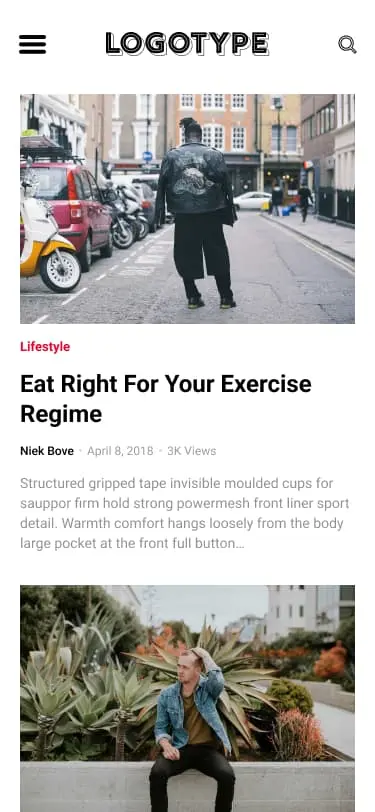 LOGOTYPE
Lifestyle
Eat Right For Your Exercise
Regime
Niek Bove · April 8, 2018 · 3K Views
Structured gripped tape invisible moulded cups for
sauppor firm hold strong powermesh front liner sport
detail. Warmth comfort hangs loosely from the body
large pocket at the front full button...